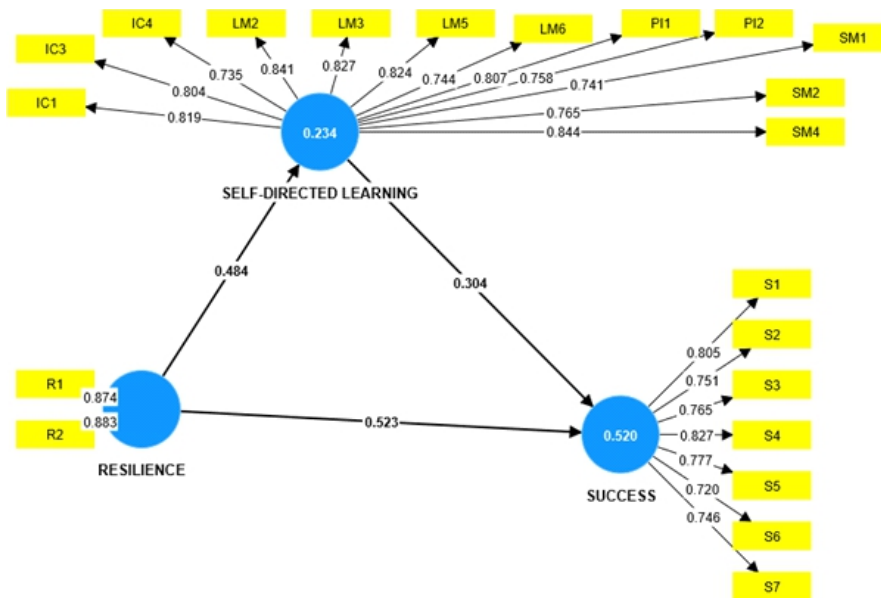 IC4
LM2
LM3
LM5
LM6
PI1
PI2
SM1
IC3
IC1
SM2
SM4
0.819
0.804
0.735
0.841
0.827
0.824
0.744
0.807
0.758
0.741
0.765
0.844
0.234
SELF-DIRECTED LEARNING
0.484
0.304
0.523
R1
0.874
R2
0.883
RESILIENCE
0.520
SUCCESS
S1
0.805
S2
0.751
S3
0.765
S4
0.827
S5
0.777
S6
0.720
S7
0.746